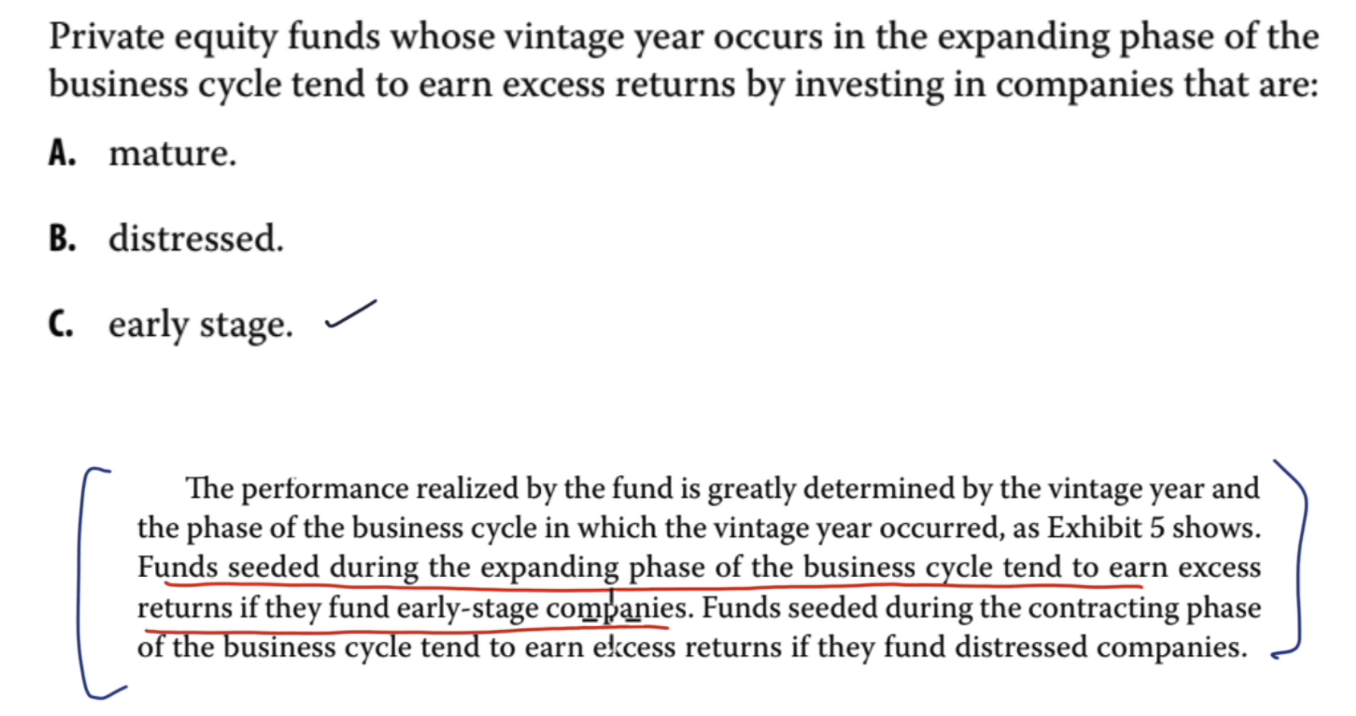 Private equity funds whose vintage year occurs in the expanding phase of the
business cycle tend to earn excess returns by investing in companies that are:
A. mature.
B. distressed.
C. early stage.
The performance realized by the fund is greatly determined by the vintage year and
the phase of the business cycle in which the vintage year occurred, as Exhibit 5 shows.
Funds seeded during the expanding phase of the business cycle tend to earn excess
returns if they fund early-stage companies. Funds seeded during the contracting phase
of the business cycle tend to earn excess returns if they fund distressed companies.